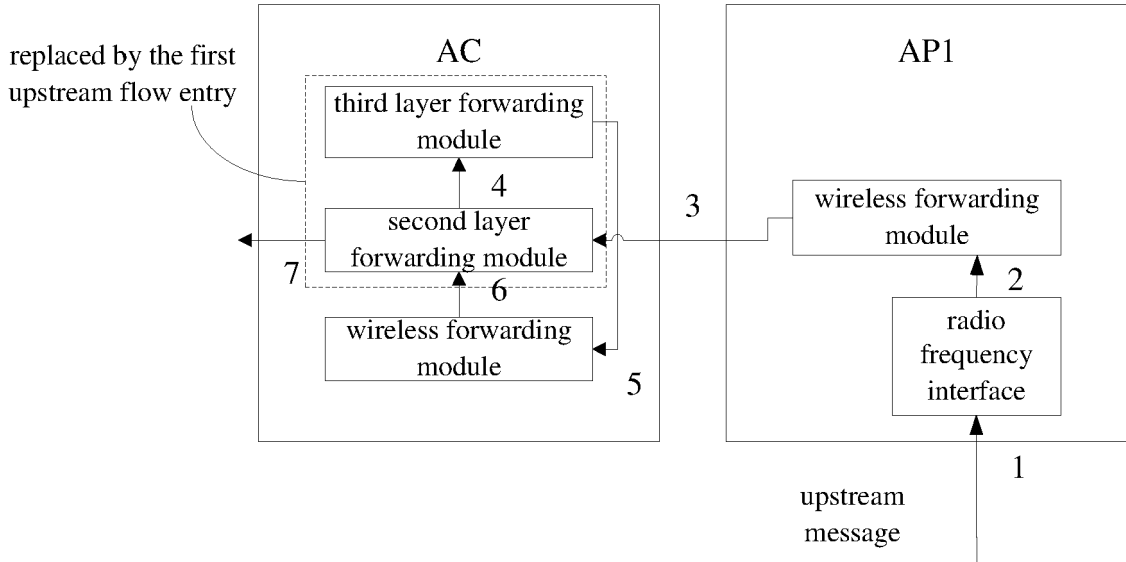 replaced by the first
upstream flow entry
AC
third layer forwarding
module
4
second layer
forwarding module
7
6
wireless forwarding
module
5
3
AP1
wireless forwarding
module
2
radio
frequency
interface
1
upstream
message